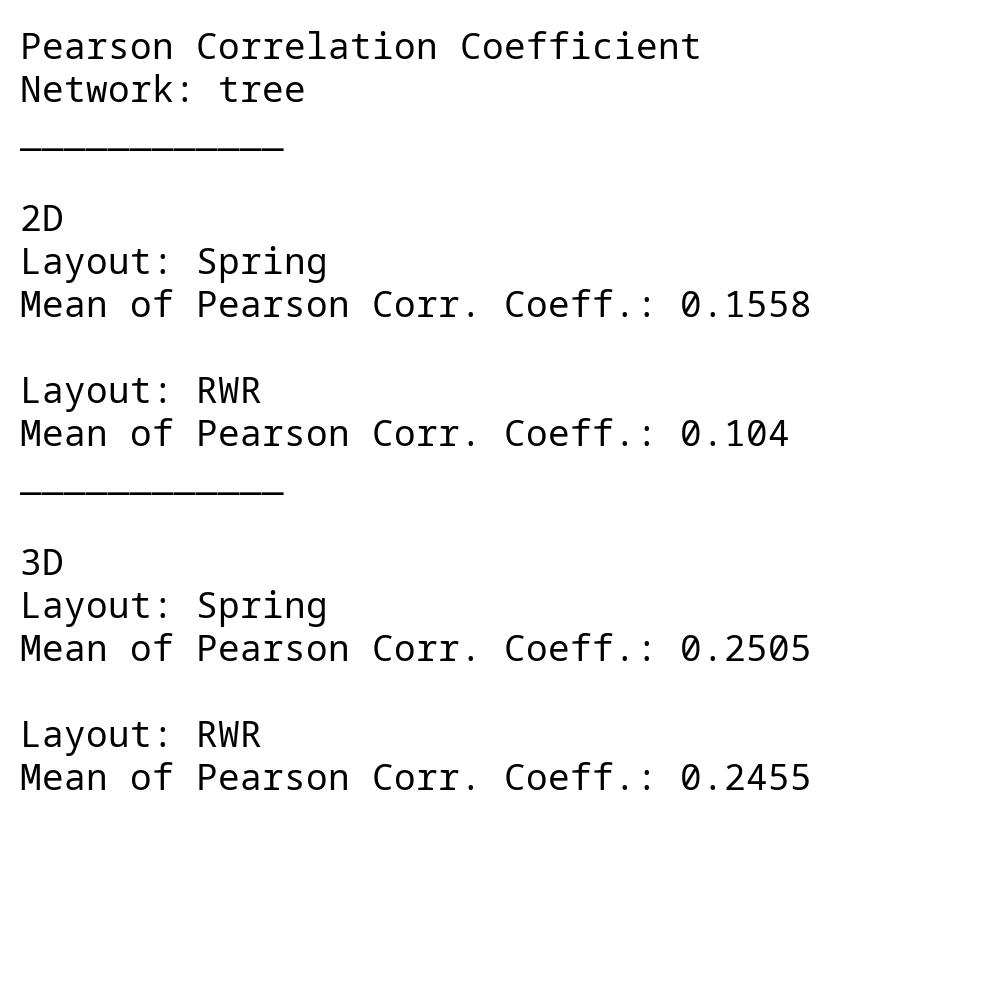 Pearson Correlation Coefficient
Network: tree
____________
2D
Layout: Spring
Mean of Pearson Corr. Coeff.: 0.1558
Layout: RWR
Mean of Pearson Corr. Coeff.: 0.104
____________
3D
Layout: Spring
Mean of Pearson Corr. Coeff.: 0.2505
Layout: RWR
Mean of Pearson Corr. Coeff.: 0.2455